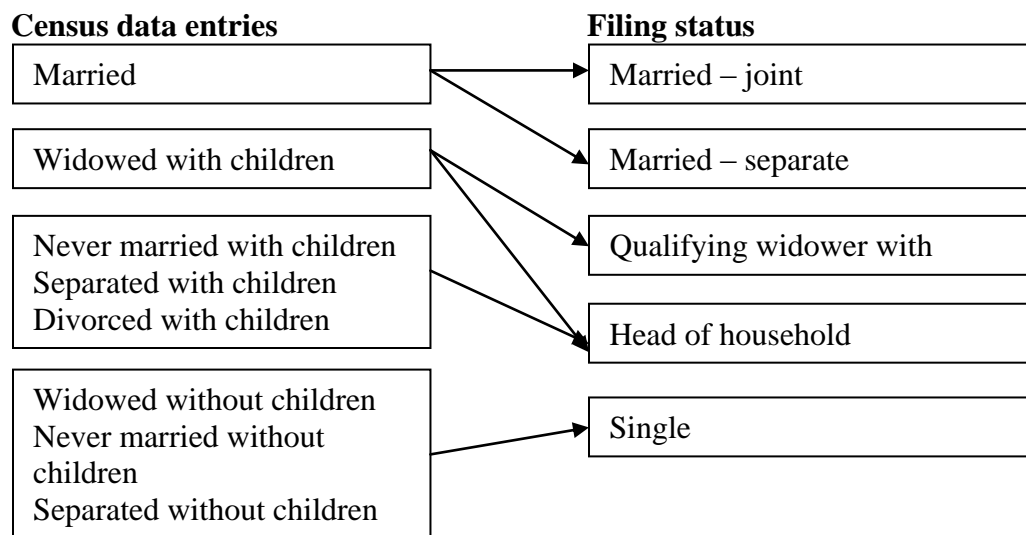 Census data entries
Married
Widowed with children
Never married with children
Separated with children
Divorced with children
Widowed without children
Never married without
children
Separated without children
Filing status
Married – joint
Married – separate
Qualifying widower with
Head of household
Single